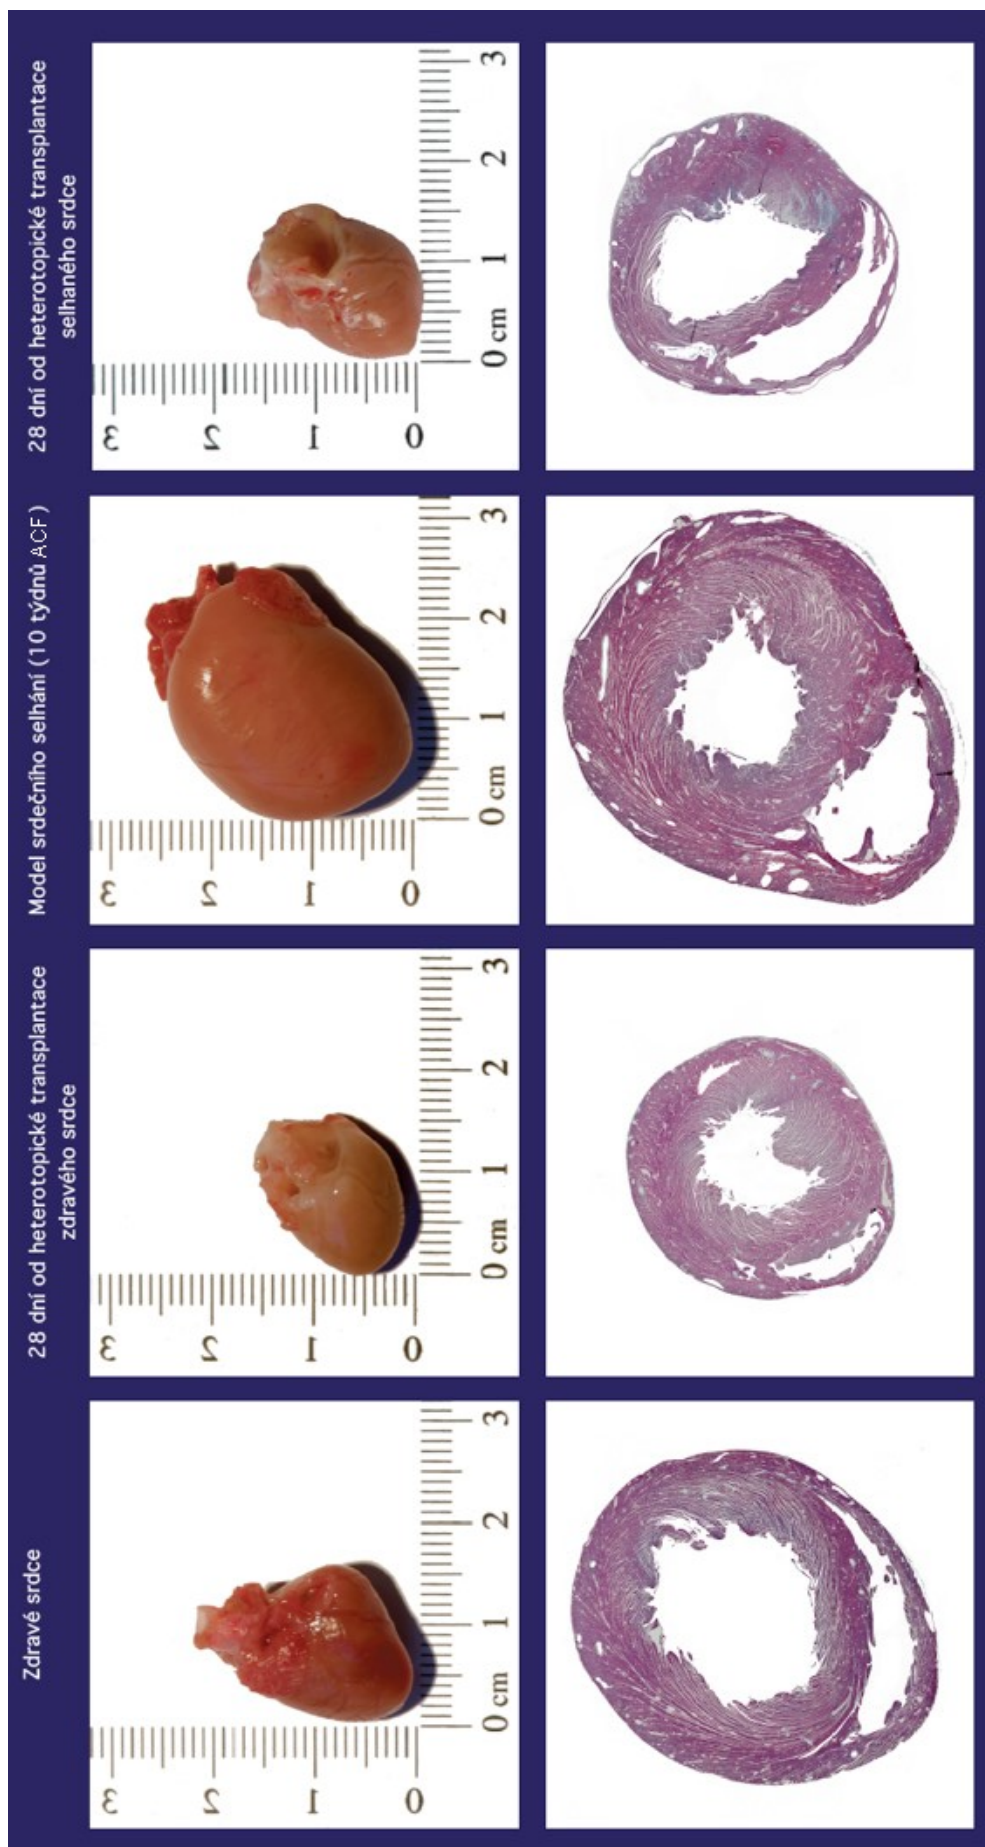 28 dní od heterotopické transplantace
selhaného srdce
3
2
1
0 cm
3
2
1
0
Model srdečního selhání (10 týdnů ACF)
3
2
1
0 cm
3
2
1
0
28 dní od heterotopické transplantace
zdravého srdce
3
2
1
0 cm
3
2
1
0
Zdravé srdce
3
2
1
0 cm
3
2
1
0